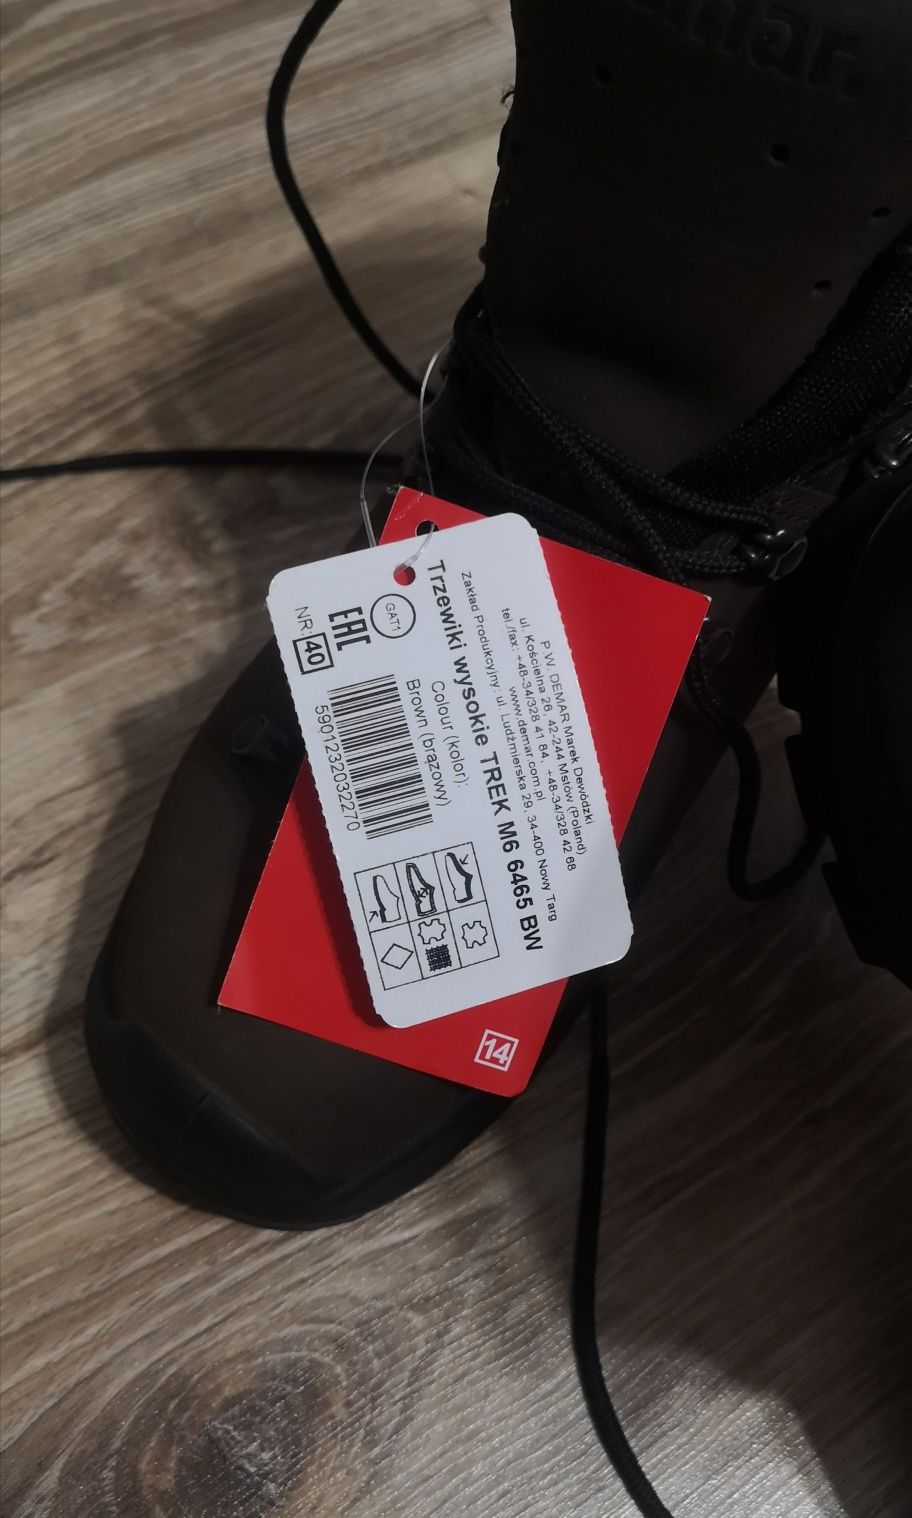 mar.
P.W. DEMAR Marek Dewódzki
ul. Kościelna 26, 42-244 Mstów (Poland)
tel./fax: +48-34/328 41 84, +48-34/328 42 68
www.demar.com.pl
Zakład Produkcyjny: ul. Ludźmierska 29, 34-400 Nowy Targ
Trzewiki wysokie TREK M6 6465 BW
GAT1
Colour (kolor):
Brown (brązowy)
EAC
NR: 40
5901232032270
14